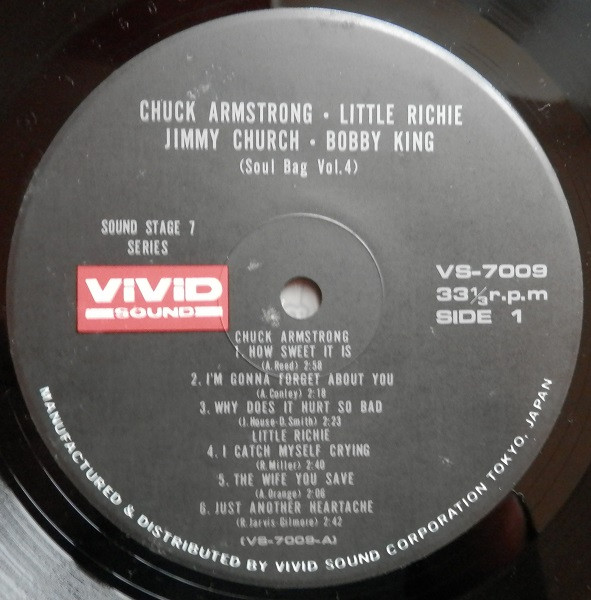 CHUCK ARMSTRONG · LITTLE RICHIE
JIMMY CHURCH · BOBBY KING
(Soul Bag Vol.4)
SOUND STAGE 7
SERIES
ViViD
SOUND
VS-7009
33⅓r.p.m
SIDE 1
CHUCK ARMSTRONG
1. HOW SWEET IT IS
(A.Reed) 2:58
2. I'M GONNA FORGET ABOUT YOU
(A.Conley) 2:18
3. WHY DOES IT HURT SO BAD
(J.House-D.Smith) 2:23
LITTLE RICHIE
4. I CATCH MYSELF CRYING
(R.Miller) 2:40
5. THE WIFE YOU SAVE
(A.Orange) 2:06
6. JUST ANOTHER HEARTACHE
(R.Jarvis-Gilmore) 2:42
(VS-7009-A)
MANUFACTURED & DISTRIBUTED BY VIVID SOUND CORPORATION TOKYO, JAPAN